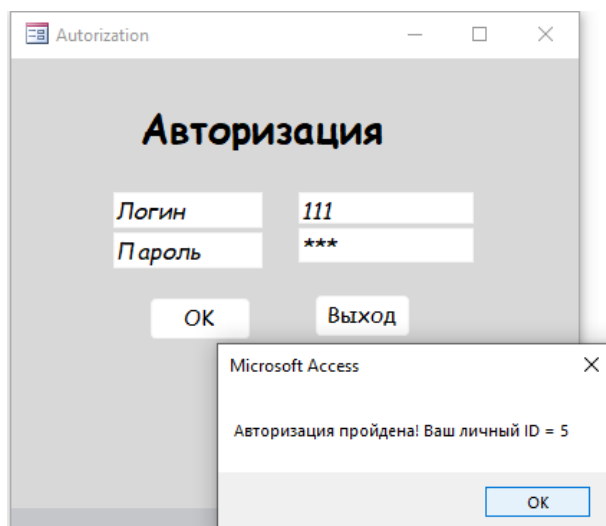 Autorization
Авторизация
Логин 111
Пароль ***
OK Выход
Microsoft Access
Авторизация пройдена! Ваш личный ID = 5
OK